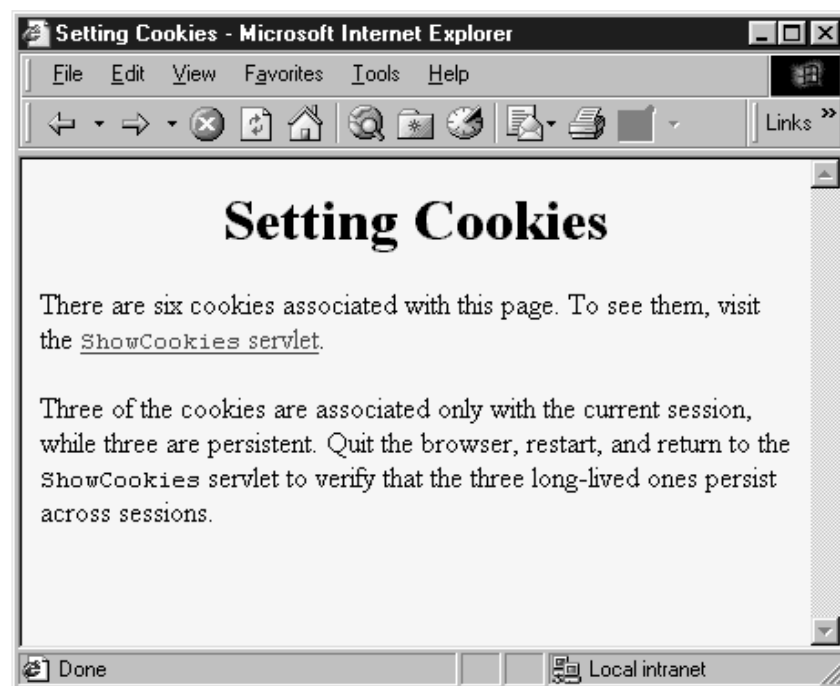 Setting Cookies - Microsoft Internet Explorer
File Edit View Favorites Tools Help
Links »
Setting Cookies
There are six cookies associated with this page. To see them, visit
the ShowCookies servlet.
Three of the cookies are associated only with the current session,
while three are persistent. Quit the browser, restart, and return to the
ShowCookies servlet to verify that the three long-lived ones persist
across sessions.
Done Local intranet